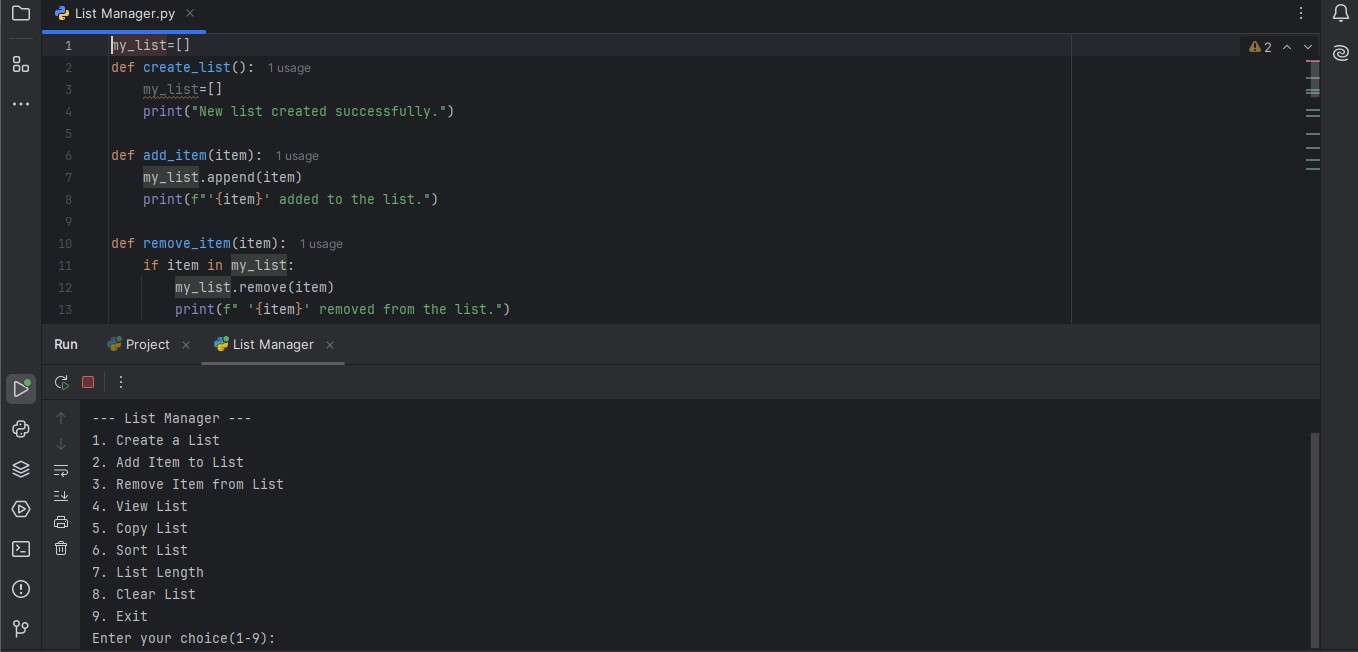 List Manager.py
1 my_list=[]
2 def create_list(): 1 usage
3 my_list=[]
4 print("New list created successfully.")
5
6 def add_item(item): 1 usage
7 my_list.append(item)
8 print(f"'{item}' added to the list.")
9
10 def remove_item(item): 1 usage
11 if item in my_list:
12 my_list.remove(item)
13 print(f" '{item}' removed from the list.")
2
Run Project List Manager
--- List Manager ---
1. Create a List
2. Add Item to List
3. Remove Item from List
4. View List
5. Copy List
6. Sort List
7. List Length
8. Clear List
9. Exit
Enter your choice(1-9):